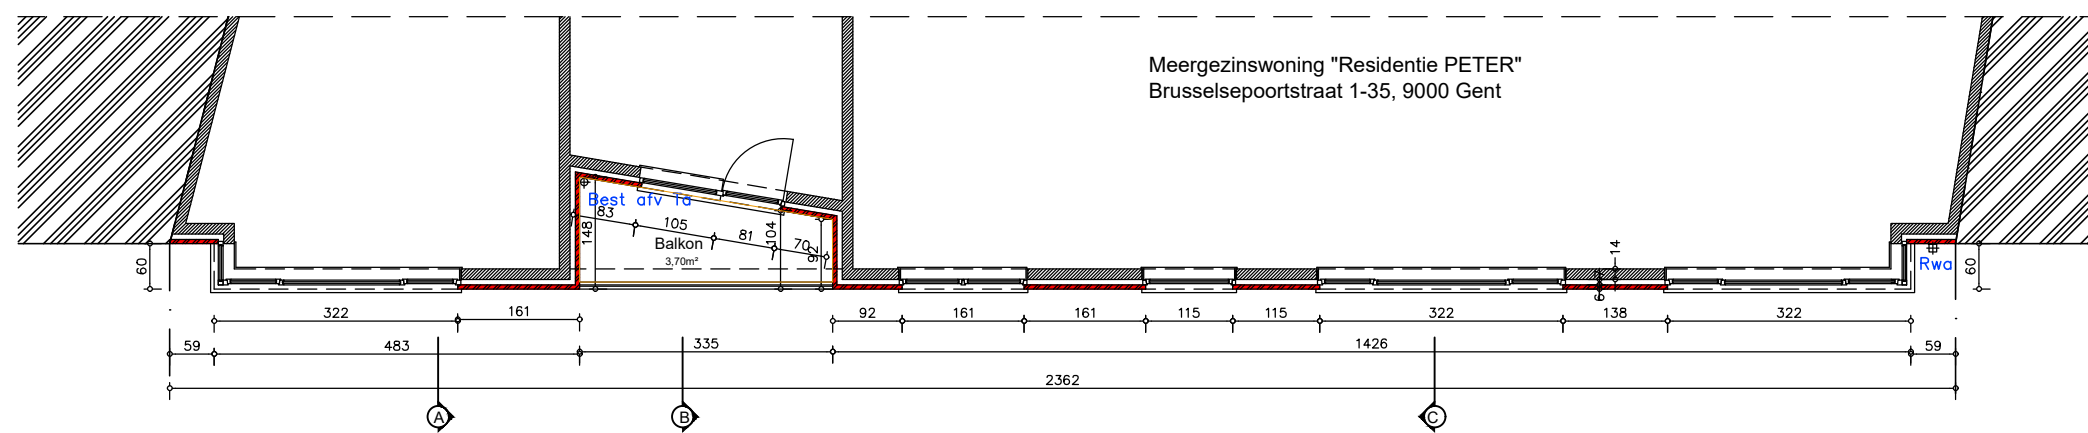 Meergezinswoning "Residentie PETER"
Brusselsepoortstraat 1-35, 9000 Gent
Best afv Ta
83
105
81
70
148
104
92
Balkon
3,70m²
60
14
Rwa
60
322
161
92
161
161
115
115
322
138
322
59
483
335
1426
59
2362
A
B
C